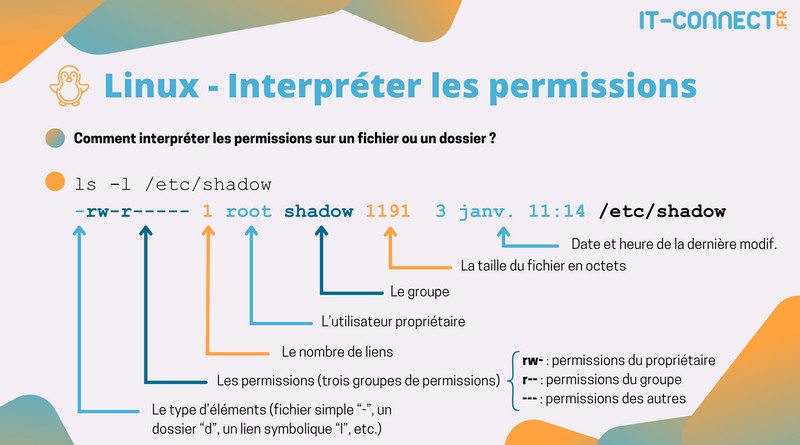 IT-CONNECT.FR
Linux - Interpréter les permissions
Comment interpréter les permissions sur un fichier ou un dossier ?
ls -l /etc/shadow
-rw-r----- 1 root shadow 1191 3 janv. 11:14 /etc/shadow
Date et heure de la dernière modif.
La taille du fichier en octets
Le groupe
L'utilisateur propriétaire
Le nombre de liens
Les permissions (trois groupes de permissions)
rw- : permissions du propriétaire
r-- : permissions du groupe
--- : permissions des autres
Le type d'éléments (fichier simple "-", un
dossier "d", un lien symbolique "l", etc.)